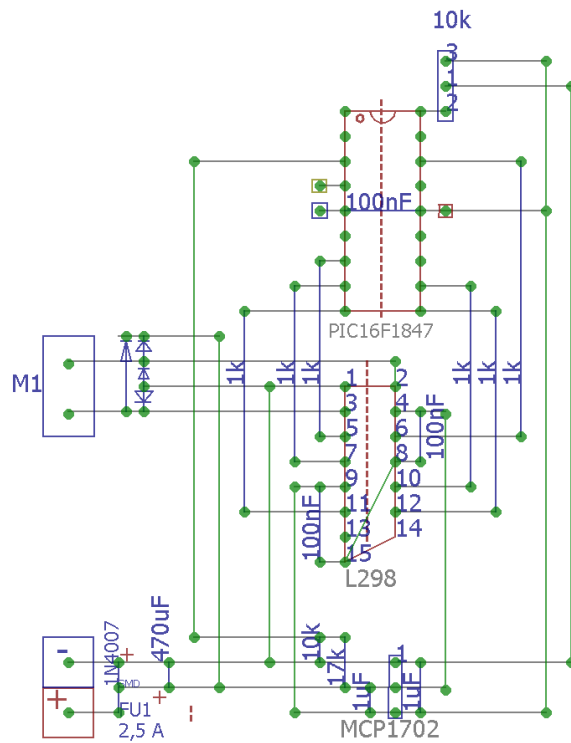 10k
3
1
2
100nF
PIC16F1847
M1
1k
1k
1k
1k
1k
1k
1
2
3
4
5
6
7
8
9
10
11
12
13
14
15
100nF
100nF
L298
-
+
1N4007
+
SMD
+
FU1
2,5 A
470uF
10k
17k
1uF
1
1uF
MCP1702